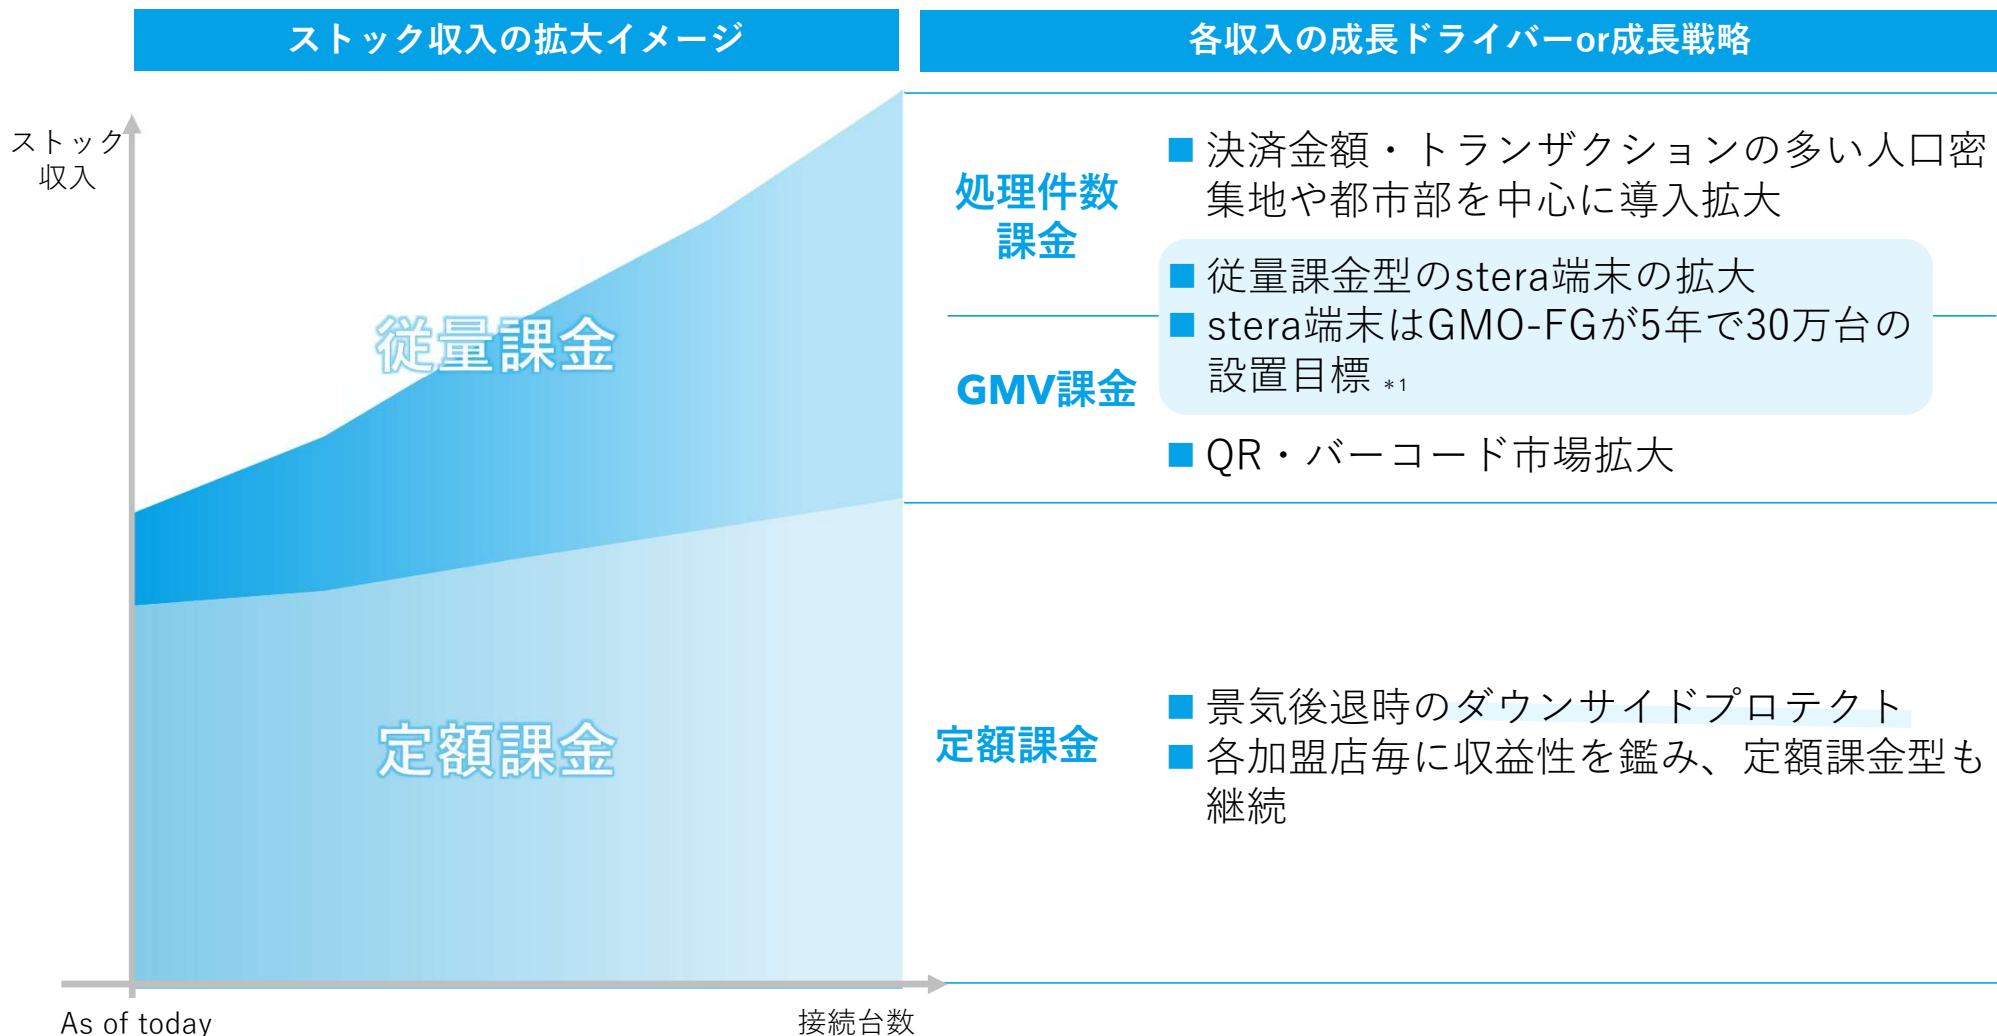 ストック収入の拡大イメージ
各収入の成長ドライバーor成長戦略
ストック
収入
従量課金
定額課金
As of today
接続台数
処理件数
課金
■ 決済金額・トランザクションの多い人口密
集地や都市部を中心に導入拡大
■ 従量課金型のstera端末の拡大
■ stera端末はGMO-FGが5年で30万台の
設置目標 *1
GMV課金
■ QR・バーコード市場拡大
定額課金
■ 景気後退時のダウンサイドプロテクト
■ 各加盟店毎に収益性を鑑み、定額課金型も
継続